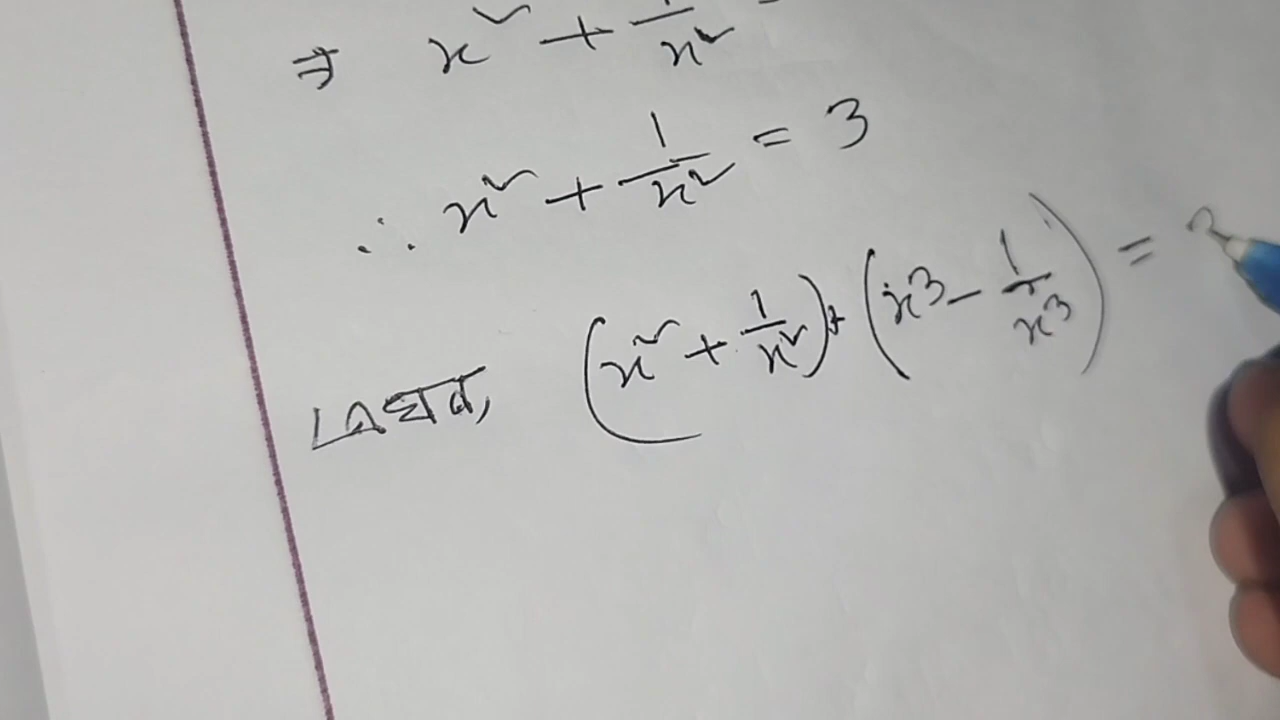 ⇒ x² + 1/x² =
∴ x² + 1/x² = 3
এখন, (x² + 1/x²) + (x³ - 1/x³) =